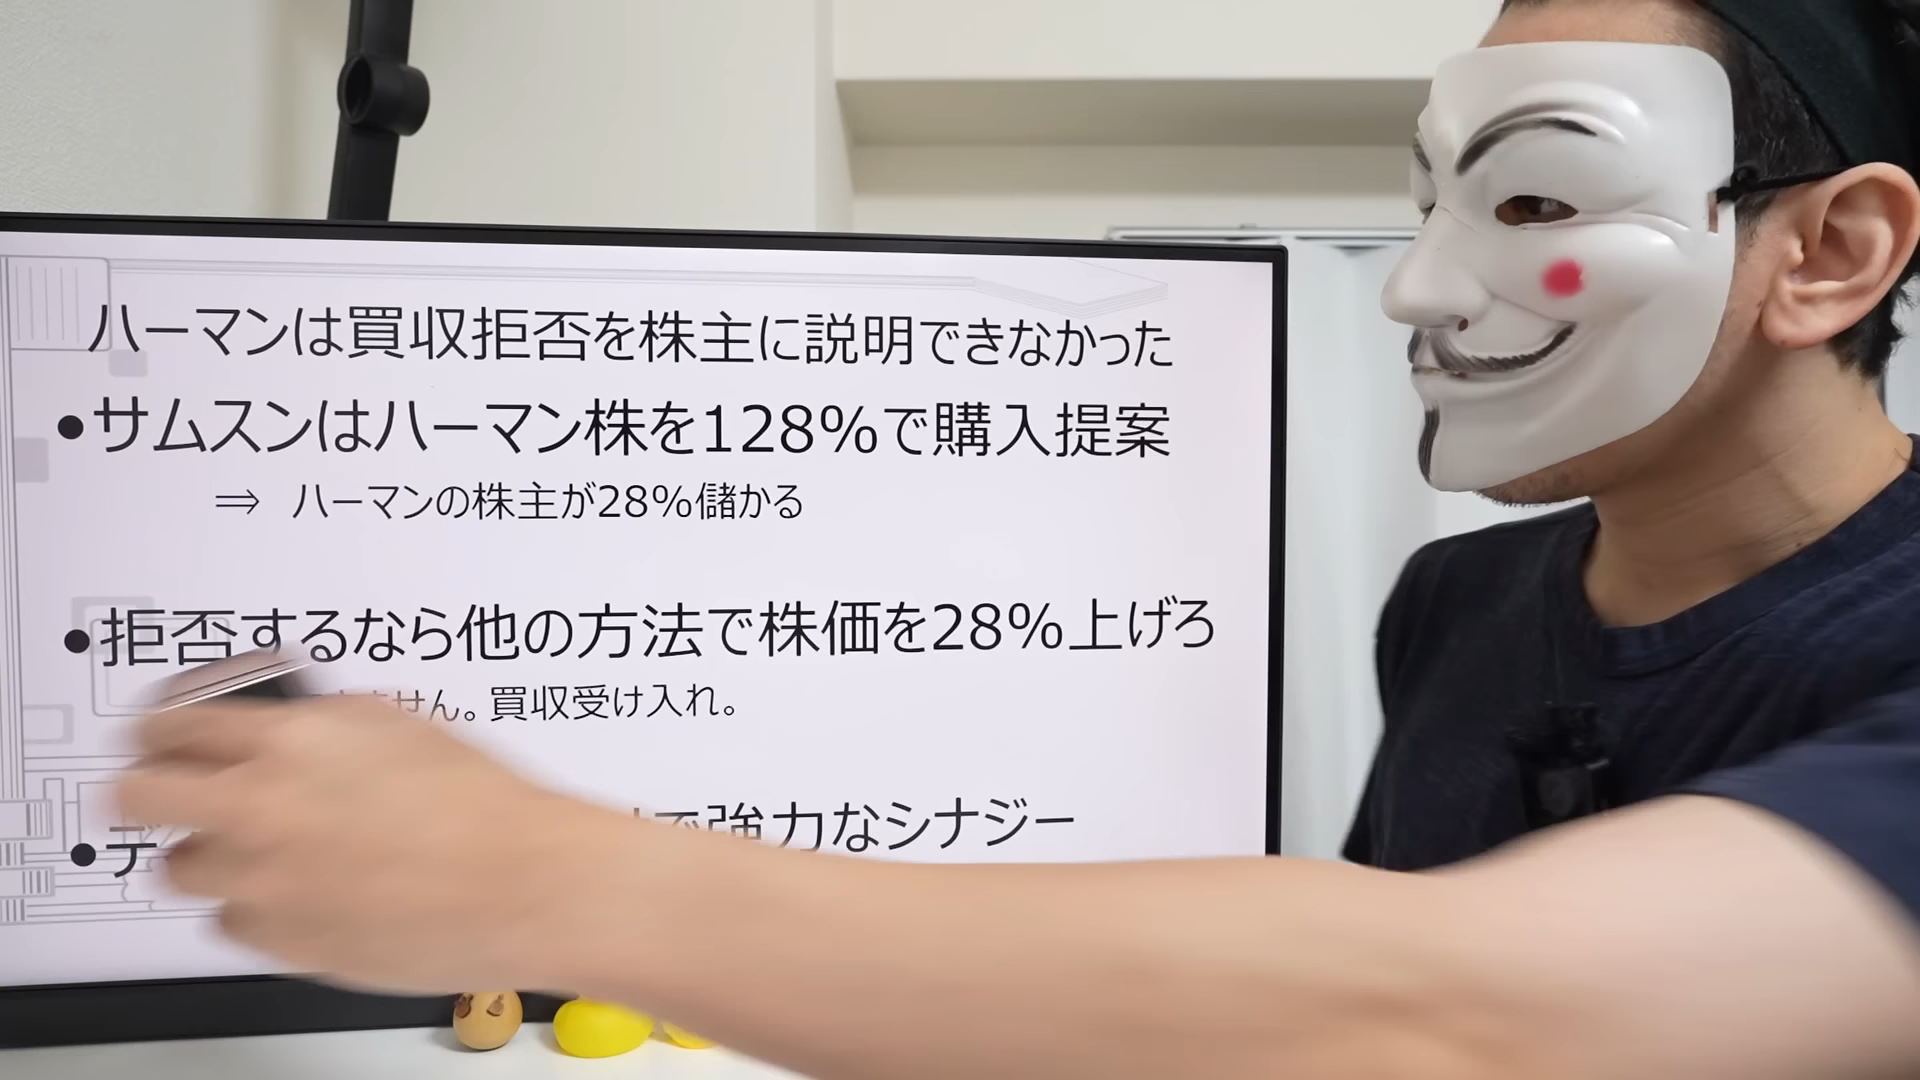 ハーマンは買収拒否を株主に説明できなかった
●サムスンはハーマン株を128%で購入提案
⇒ ハーマンの株主が28%儲かる
●拒否するなら他の方法で株価を28%上げろ
ません。買収受け入れ。
●デ で強力なシナジー